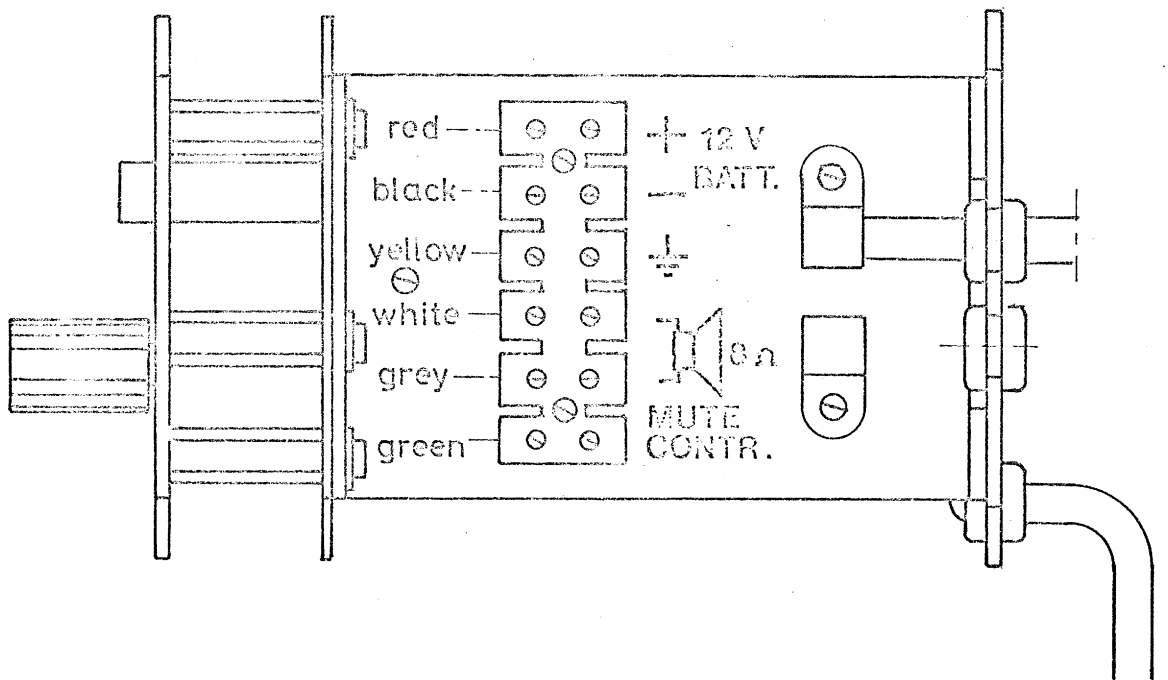 red
black
yellow
white
grey
green
+ 12 V
BATT.
−
8 Ω
MUTE
CONTR.